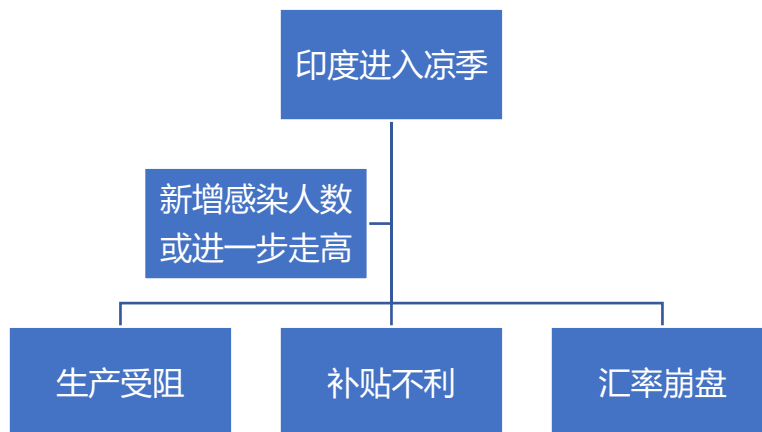 印度进入凉季
新增感染人数
或进一步走高
生产受阻
补贴不利
汇率崩盘